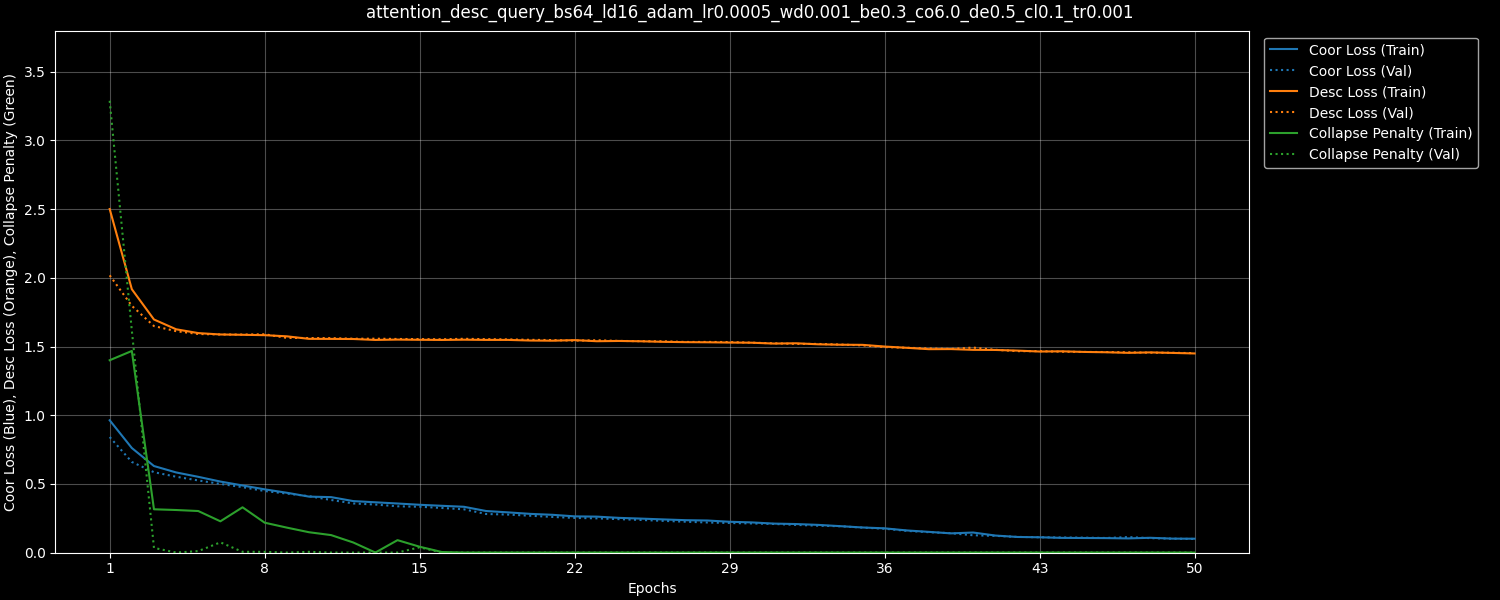 attention_desc_query_bs64_ld16_adam_lr0.0005_wd0.001_be0.3_co6.0_de0.5_cl0.1_tr0.001
Coor Loss (Blue), Desc Loss (Orange), Collapse Penalty (Green)
3.5
3.0
2.5
2.0
1.5
1.0
0.5
0.0
1 8 15 22 29 36 43 50
Epochs
Coor Loss (Train)
Coor Loss (Val)
Desc Loss (Train)
Desc Loss (Val)
Collapse Penalty (Train)
Collapse Penalty (Val)